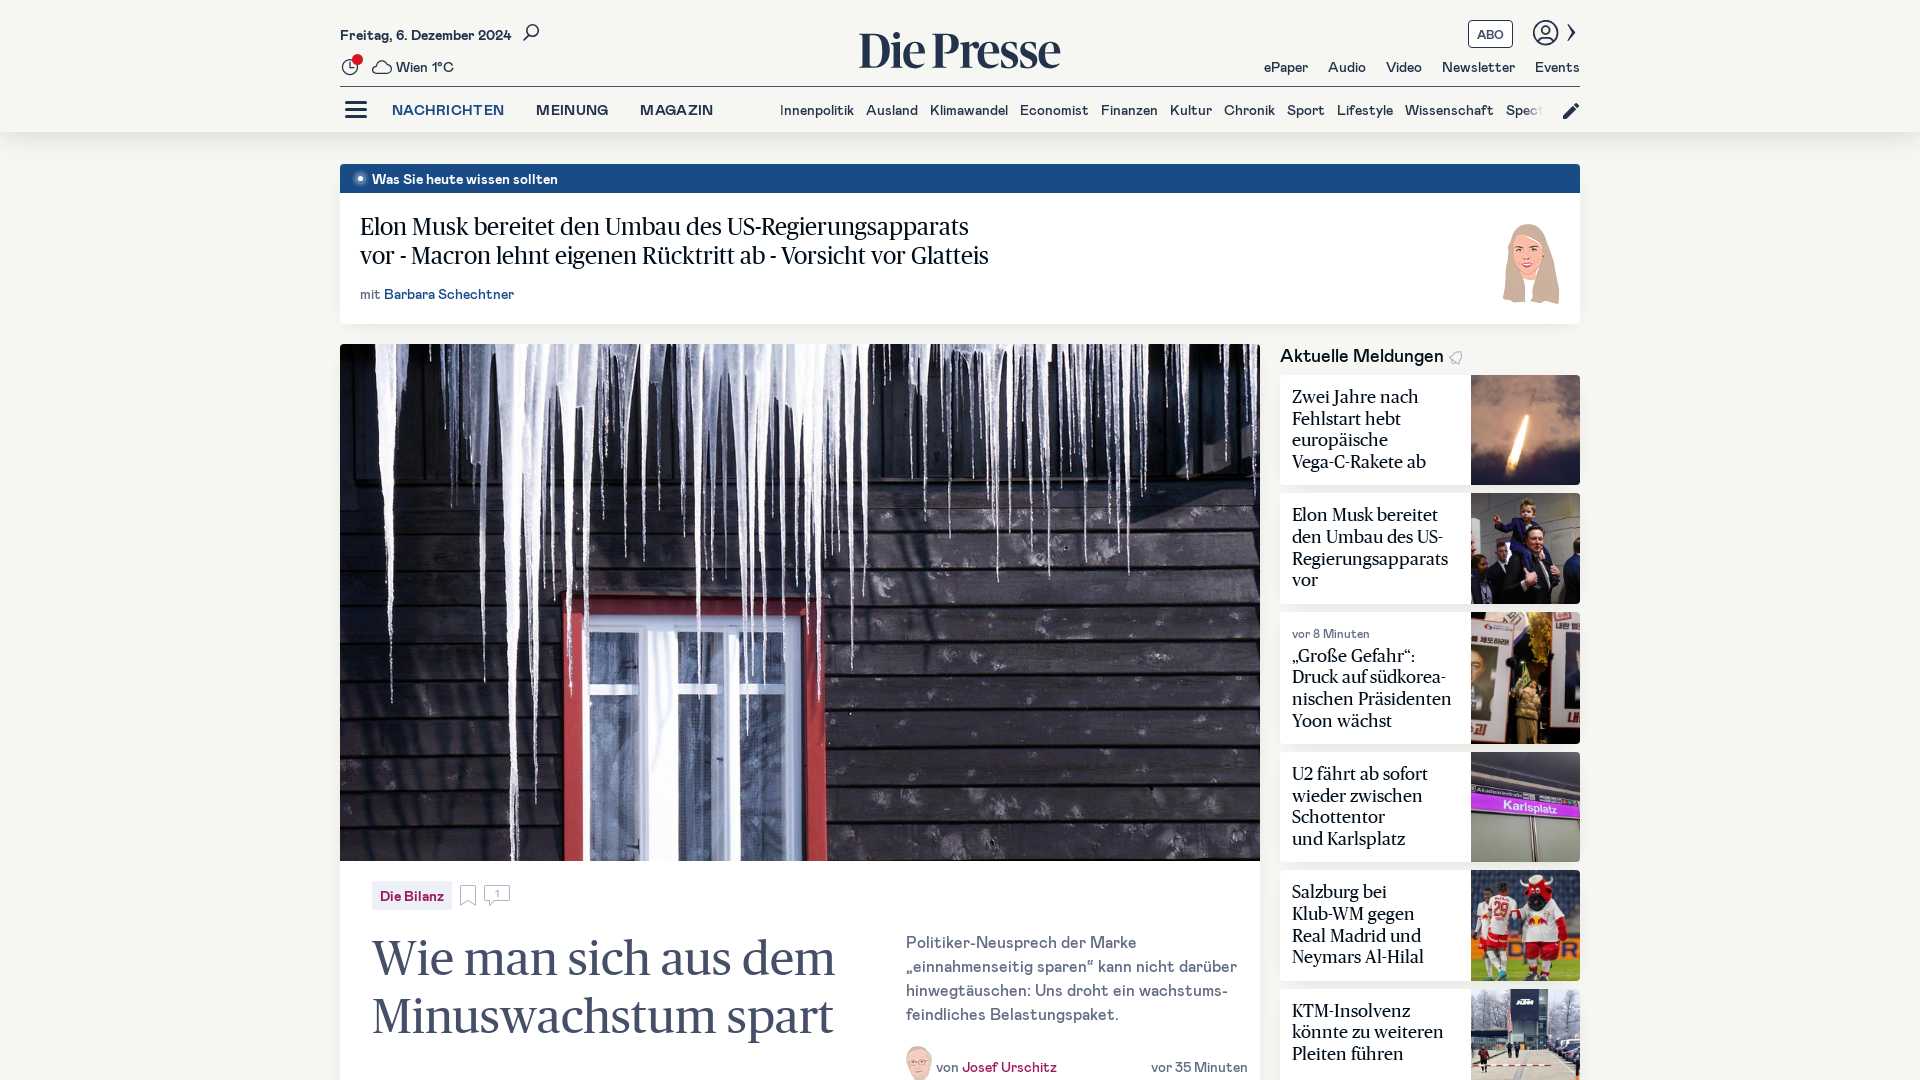 Freitag, 6. Dezember 2024
Die Presse
ABO
Wien 1°C
ePaper Audio Video Newsletter Events
NACHRICHTEN MEINUNG MAGAZIN
Innenpolitik Ausland Klimawandel Economist Finanzen Kultur Chronik Sport Lifestyle Wissenschaft Spect
Was Sie heute wissen sollten
Elon Musk bereitet den Umbau des US-Regierungsapparats
vor - Macron lehnt eigenen Rücktritt ab - Vorsicht vor Glatteis
mit Barbara Schechtner
Die Bilanz
1
Wie man sich aus dem
Minuswachstum spart
Politiker-Neusprech der Marke
„einnahmenseitig sparen“ kann nicht darüber
hinwegtäuschen: Uns droht ein wachstums-
feindliches Belastungspaket.
von Josef Urschitz
vor 35 Minuten
Aktuelle Meldungen
Zwei Jahre nach
Fehlstart hebt
europäische
Vega-C-Rakete ab
Elon Musk bereitet
den Umbau des US-
Regierungsapparats
vor
vor 8 Minuten
„Große Gefahr“:
Druck auf südkorea-
nischen Präsidenten
Yoon wächst
U2 fährt ab sofort
wieder zwischen
Schottentor
und Karlsplatz
Karlsplatz
Salzburg bei
Klub-WM gegen
Real Madrid und
Neymars Al-Hilal
29
KTM-Insolvenz
könnte zu weiteren
Pleiten führen
KTM